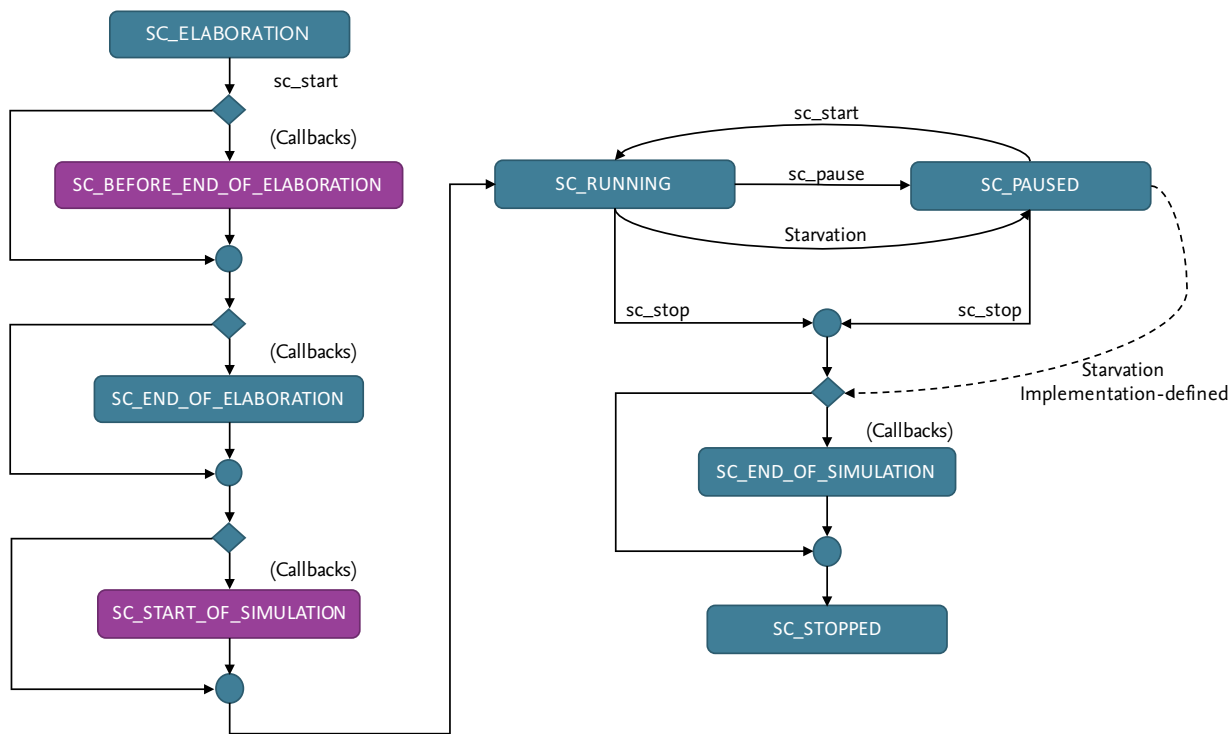 SC_ELABORATION
sc_start
(Callbacks)
SC_BEFORE_END_OF_ELABORATION
(Callbacks)
SC_END_OF_ELABORATION
(Callbacks)
SC_START_OF_SIMULATION
sc_start
SC_RUNNING
sc_pause
SC_PAUSED
Starvation
sc_stop
sc_stop
Starvation
Implementation-defined
(Callbacks)
SC_END_OF_SIMULATION
SC_STOPPED